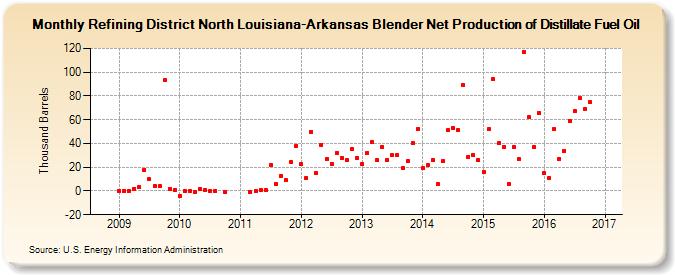 Monthly Refining District North Louisiana-Arkansas Blender Net Production of Distillate Fuel Oil
Thousand Barrels
120
100
80
60
40
20
0
-20
2009 2010 2011 2012 2013 2014 2015 2016 2017
Source: U.S. Energy Information Administration